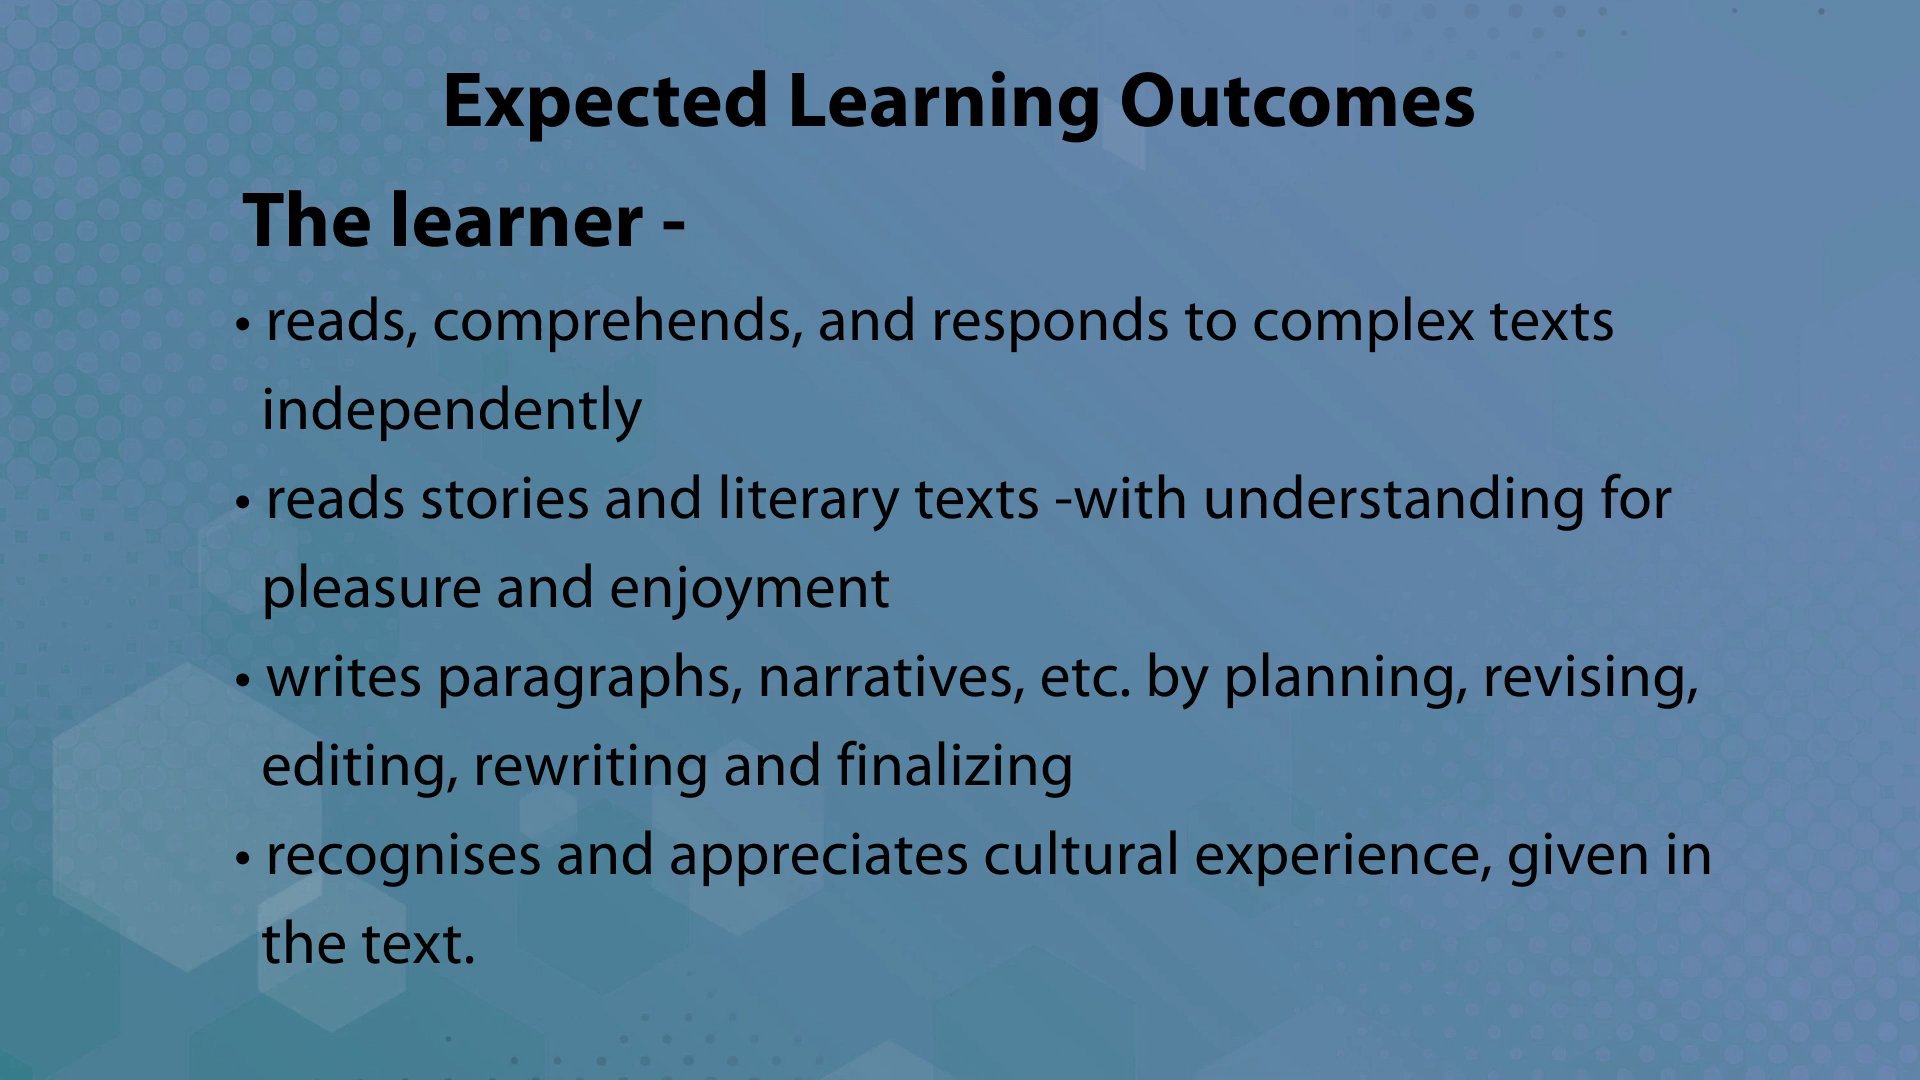 Expected Learning Outcomes
The learner -
• reads, comprehends, and responds to complex texts
independently
• reads stories and literary texts -with understanding for
pleasure and enjoyment
• writes paragraphs, narratives, etc. by planning, revising,
editing, rewriting and finalizing
• recognises and appreciates cultural experience, given in
the text.